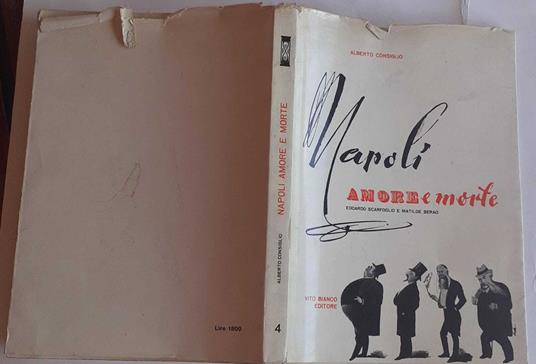 Lire 1800
NAPOLI AMORE E MORTE
ALBERTO CONSIGLIO
4
ALBERTO CONSIGLIO
Napoli
AMORE e morte
EDOARDO SCARFOGLIO E MATILDE SERAO
VITO BIANCO
EDITORE